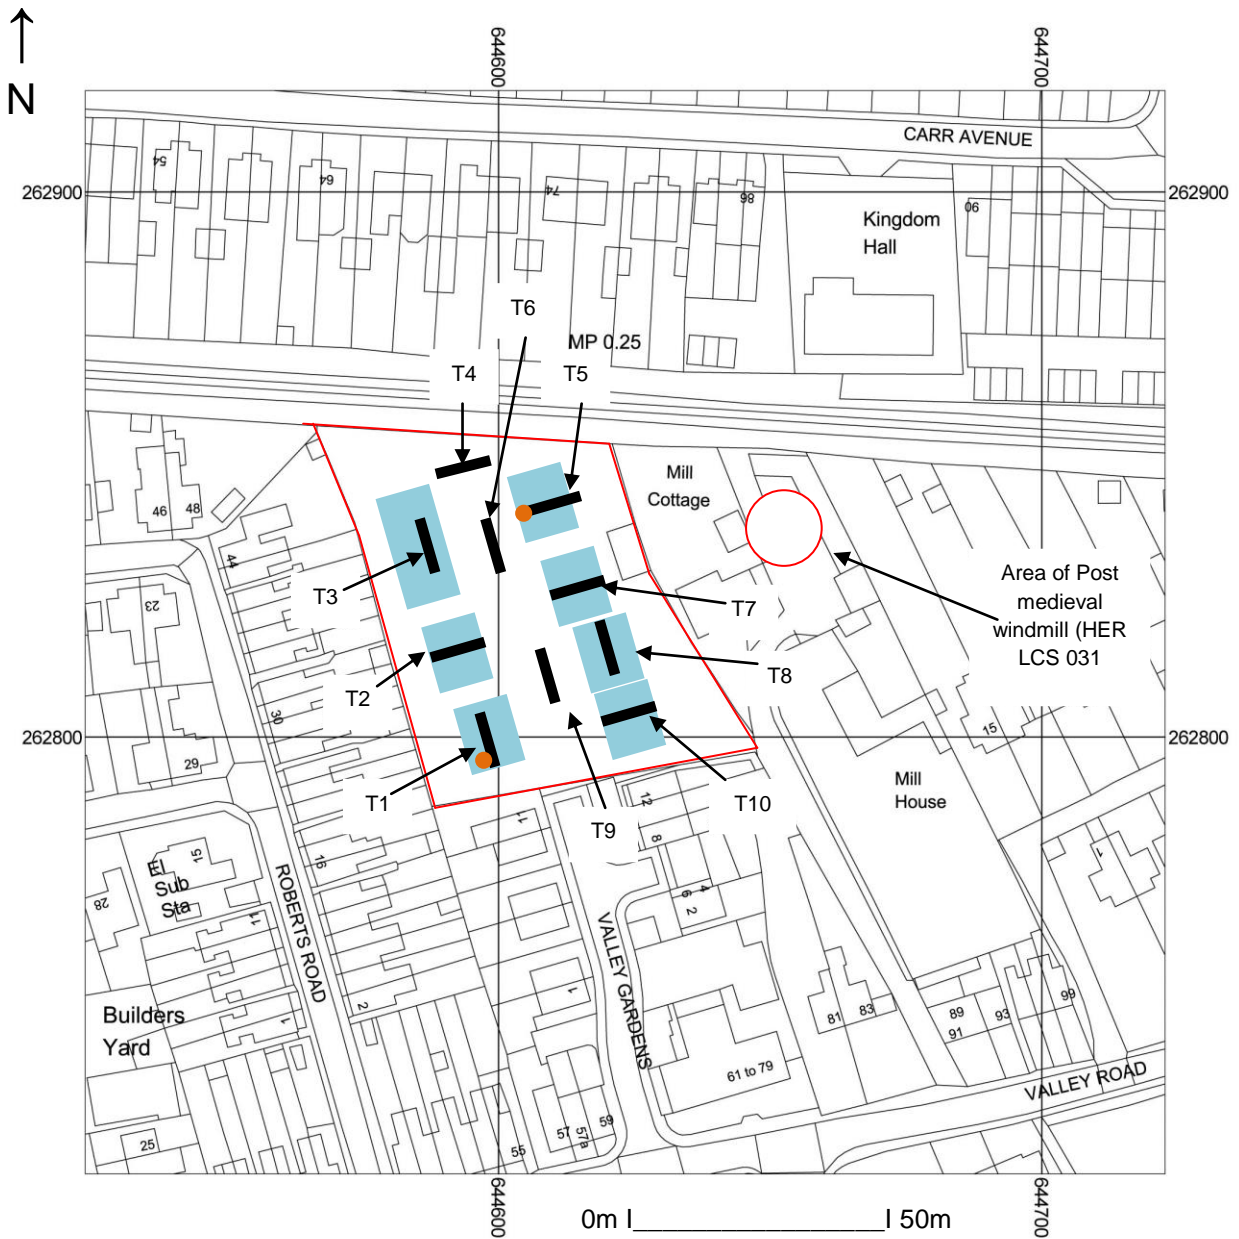 N
644600
644700
CARR AVENUE
54
64
74
86
90
262900
262900
Kingdom
Hall
T6
MP 0.25
T4
T5
Mill
Cottage
46
48
44
Area of Post
medieval
windmill (HER
LCS 031
T3
23
T7
T8
T2
30
15
262800
262800
29
Mill
House
T1
12
T10
T9
11
8
15
16
1
El
Sub
Sta
28
4
6
2
11
ROBERTS ROAD
VALLEY GARDENS
1
2
Builders
Yard
1
81
83
89
91
93
99
61 to 79
VALLEY ROAD
25
55
57
57a
59
644600
644700
0m I__________________I 50m